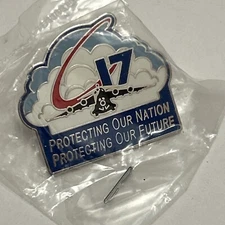 C17
PROTECTING OUR NATION
PROTECTING OUR FUTURE